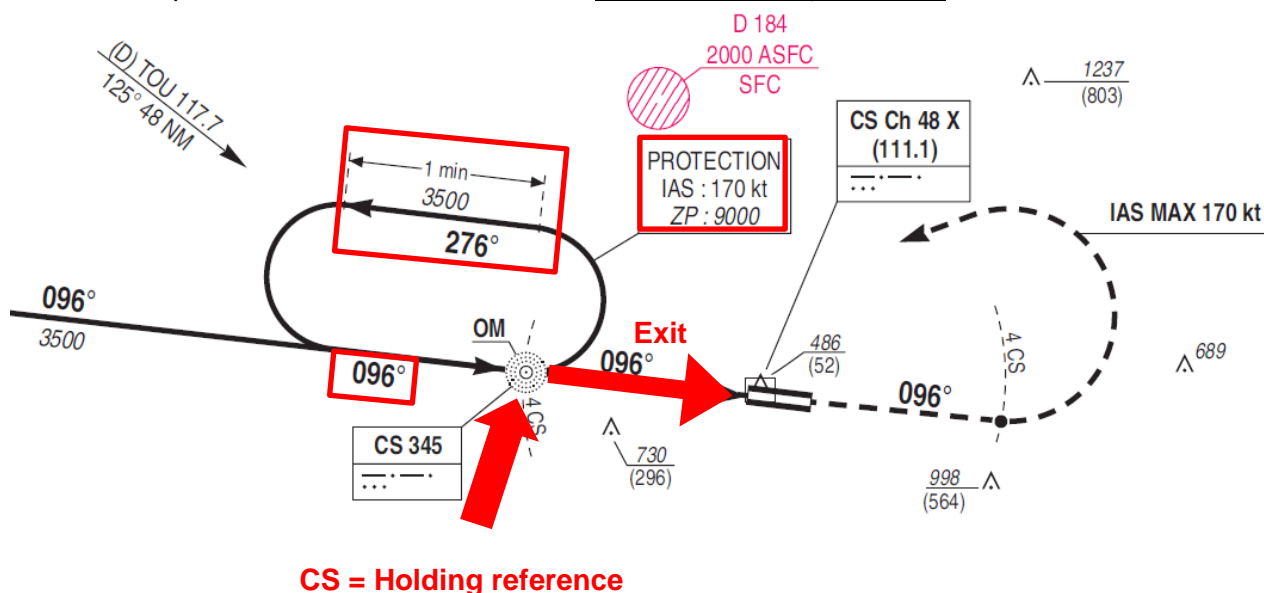 D 184
2000 ASFC
SFC
(D) TOU 117.7
125° 48 NM
1237
(803)
CS Ch 48 X
(111.1)
PROTECTION
IAS : 170 kt
ZP : 9000
1 min
3500
276°
IAS MAX 170 kt
096°
3500
OM
Exit
096°
096°
486
(52)
096°
4 CS
689
4 CS
CS 345
730
(296)
998
(564)
CS = Holding reference